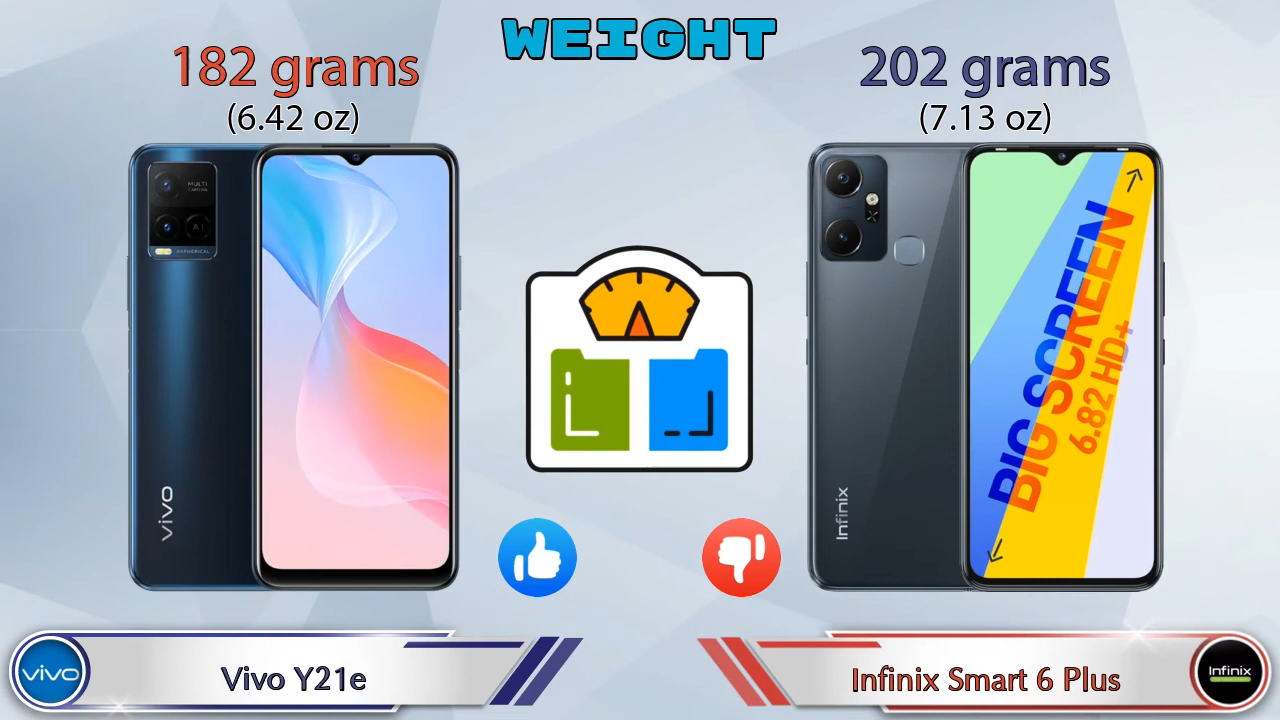 WEIGHT
182 grams
(6.42 oz)
202 grams
(7.13 oz)
MULTI
CAMERA
AI
ASPHERICAL
vivo
Infinix
BIG SCREEN
6.82 HD+
vivo
Vivo Y21e
Infinix Smart 6 Plus
Infinix